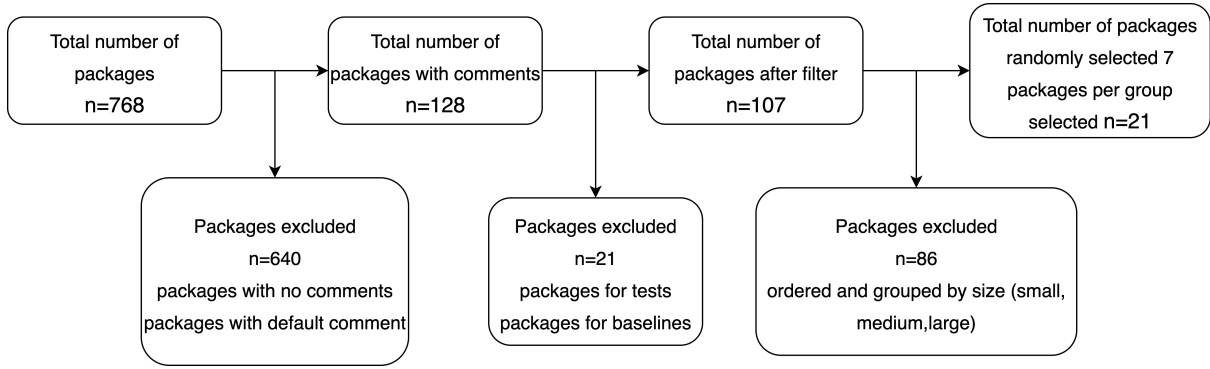 Total number of
packages
n=768
Total number of
packages with comments
n=128
Total number of
packages after filter
n=107
Total number of packages
randomly selected 7
packages per group
selected n=21
Packages excluded
n=640
packages with no comments
packages with default comment
Packages excluded
n=21
packages for tests
packages for baselines
Packages excluded
n=86
ordered and grouped by size (small,
medium,large)